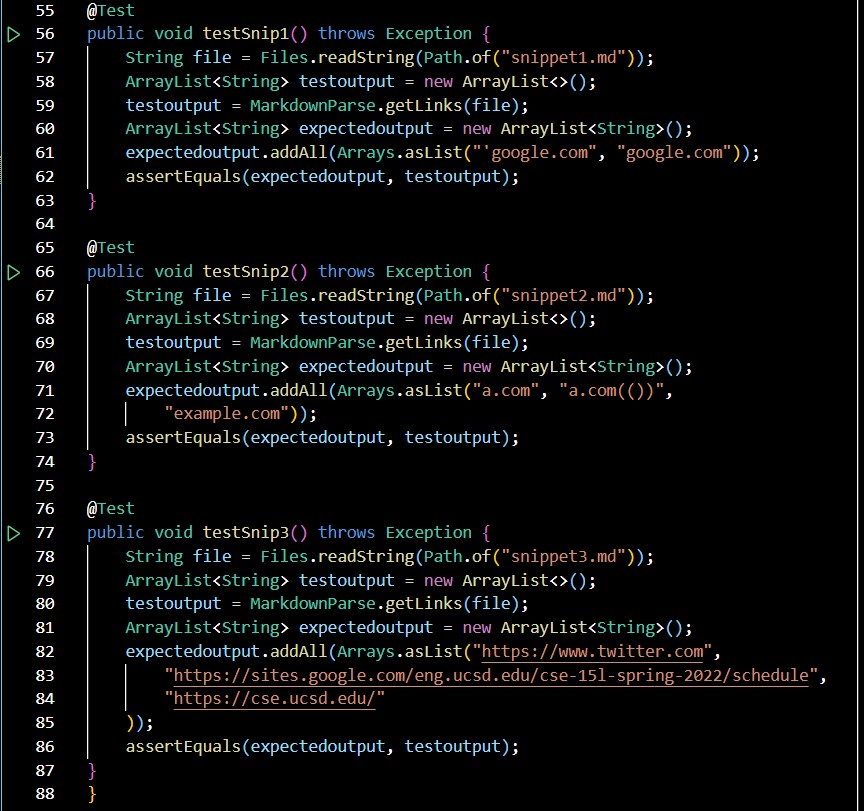 55 @Test
56 public void testSnip1() throws Exception {
57 String file = Files.readString(Path.of("snippet1.md"));
58 ArrayList<String> testoutput = new ArrayList<>();
59 testoutput = MarkdownParse.getLinks(file);
60 ArrayList<String> expectedoutput = new ArrayList<String>();
61 expectedoutput.addAll(Arrays.asList("'google.com", "google.com"));
62 assertEquals(expectedoutput, testoutput);
63 }
64
65 @Test
66 public void testSnip2() throws Exception {
67 String file = Files.readString(Path.of("snippet2.md"));
68 ArrayList<String> testoutput = new ArrayList<>();
69 testoutput = MarkdownParse.getLinks(file);
70 ArrayList<String> expectedoutput = new ArrayList<String>();
71 expectedoutput.addAll(Arrays.asList("a.com", "a.com(())",
72 "example.com"));
73 assertEquals(expectedoutput, testoutput);
74 }
75
76 @Test
77 public void testSnip3() throws Exception {
78 String file = Files.readString(Path.of("snippet3.md"));
79 ArrayList<String> testoutput = new ArrayList<>();
80 testoutput = MarkdownParse.getLinks(file);
81 ArrayList<String> expectedoutput = new ArrayList<String>();
82 expectedoutput.addAll(Arrays.asList("https://www.twitter.com",
83 "https://sites.google.com/eng.ucsd.edu/cse-15l-spring-2022/schedule",
84 "https://cse.ucsd.edu/"
85 ));
86 assertEquals(expectedoutput, testoutput);
87 }
88 }